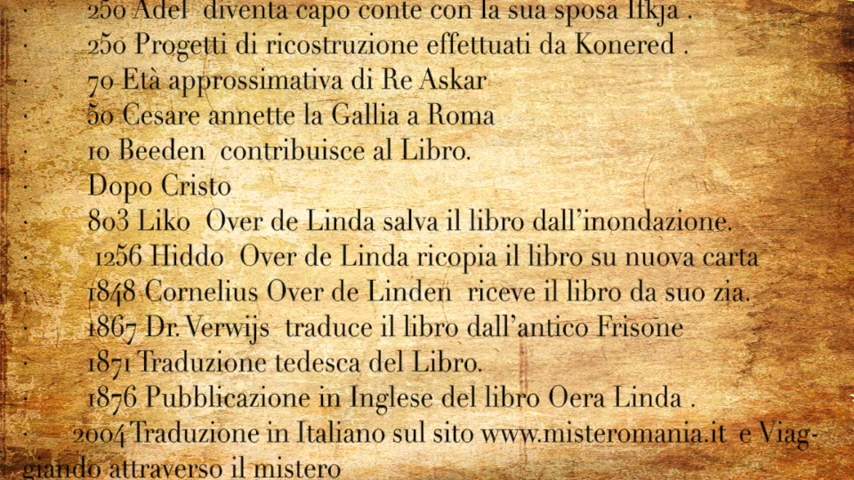 · 250 Adel diventa capo conte con la sua sposa Ifkja .
· 250 Progetti di ricostruzione effettuati da Konered .
· 70 Età approssimativa di Re Askar
· 50 Cesare annette la Gallia a Roma
· 10 Beeden contribuisce al Libro.
Dopo Cristo
· 803 Liko Over de Linda salva il libro dall’inondazione.
· 1256 Hiddo Over de Linda ricopia il libro su nuova carta
· 1848 Cornelius Over de Linden riceve il libro da suo zia.
· 1867 Dr. Verwijs traduce il libro dall’antico Frisone
· 1871 Traduzione tedesca del Libro.
· 1876 Pubblicazione in Inglese del libro Oera Linda .
· 2004 Traduzione in Italiano sul sito www.misteromania.it e Viag-
giando attraverso il mistero